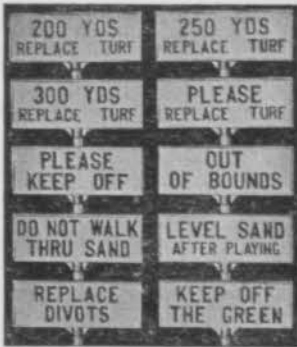 200 YDS
REPLACE TURF
250 YDS
REPLACE TURF
300 YDS
REPLACE TURF
PLEASE
REPLACE TURF
PLEASE
KEEP OFF
OUT
OF BOUNDS
DO NOT WALK
THRU SAND
LEVEL SAND
AFTER PLAYING
REPLACE
DIVOTS
KEEP OFF
THE GREEN